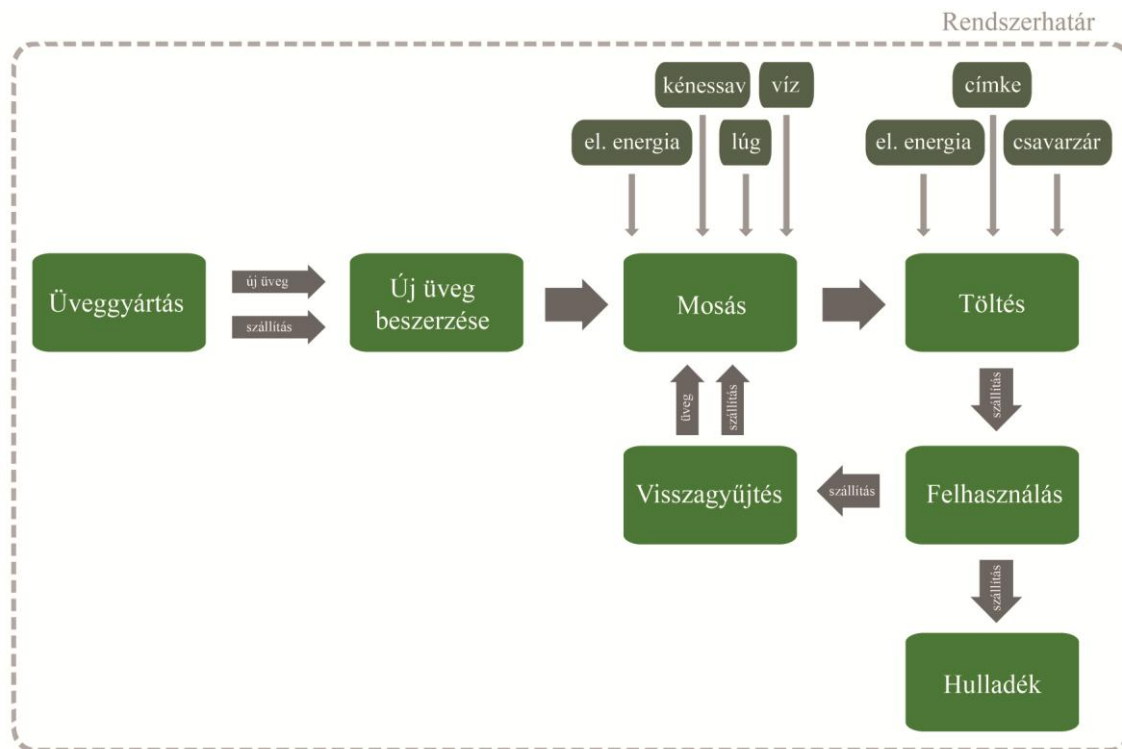 Rendszerhatár
kénessav
víz
címke
el. energia
lúg
el. energia
csavarzár
Üveggyártás
új üveg
szállítás
Új üveg
beszerzése
Mosás
Töltés
üveg
szállítás
szállítás
Visszagyűjtés
szállítás
Felhasználás
szállítás
Hulladék